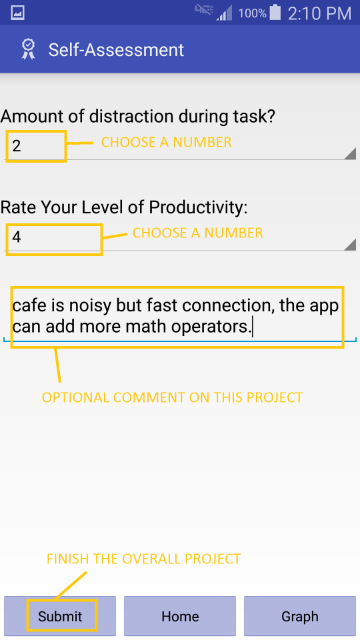 100% 2:10 PM
Self-Assessment
Amount of distraction during task?
2 CHOOSE A NUMBER
Rate Your Level of Productivity:
4 CHOOSE A NUMBER
cafe is noisy but fast connection, the app
can add more math operators.
OPTIONAL COMMENT ON THIS PROJECT
FINISH THE OVERALL PROJECT
Submit Home Graph